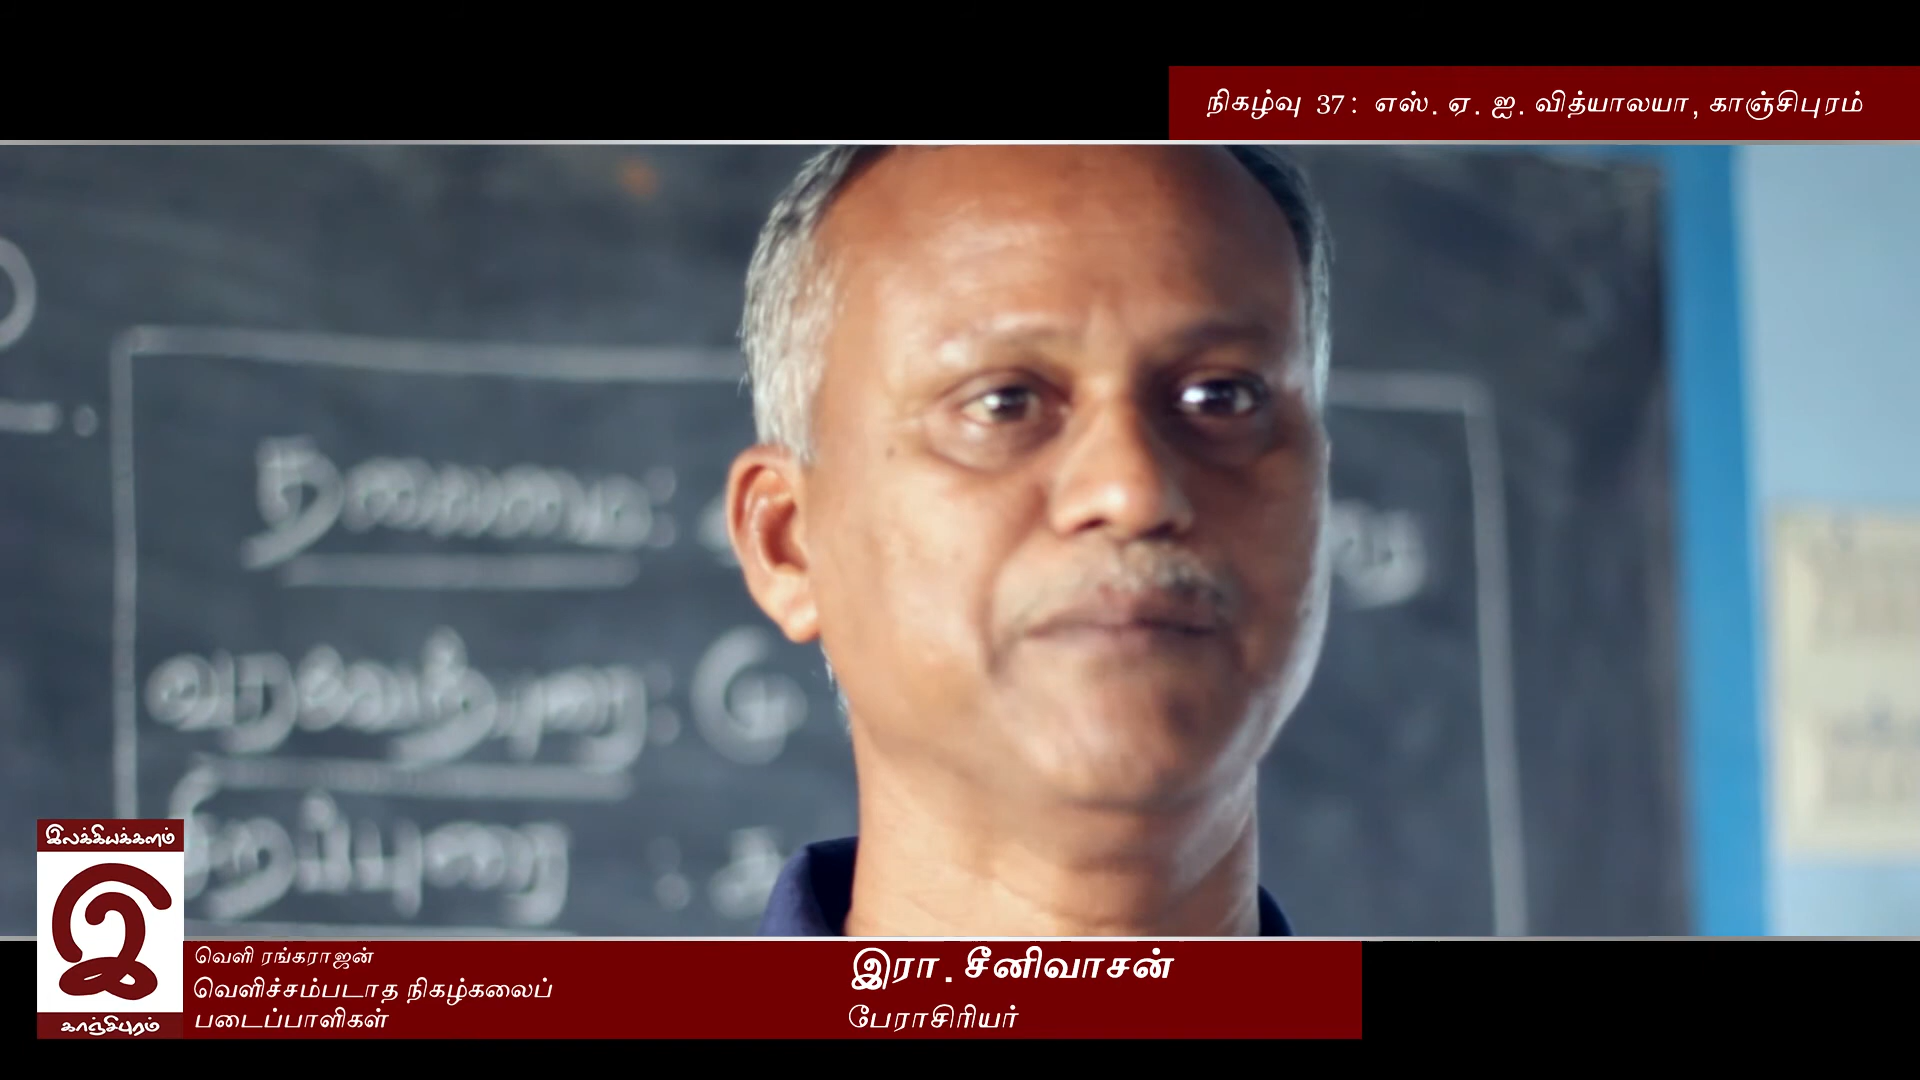 நிகழ்வு 37: எஸ். ஏ. ஐ. வித்யாலயா, காஞ்சிபுரம்
தலைமை:
வரவேற்புரை: மு
சிறப்புரை :
இலக்கியக்களம்
இ
காஞ்சிபுரம்
வெளி ரங்கராஜன்
வெளிச்சம்படாத நிகழ்கலைப்
படைப்பாளிகள்
இரா. சீனிவாசன்
பேராசிரியர்